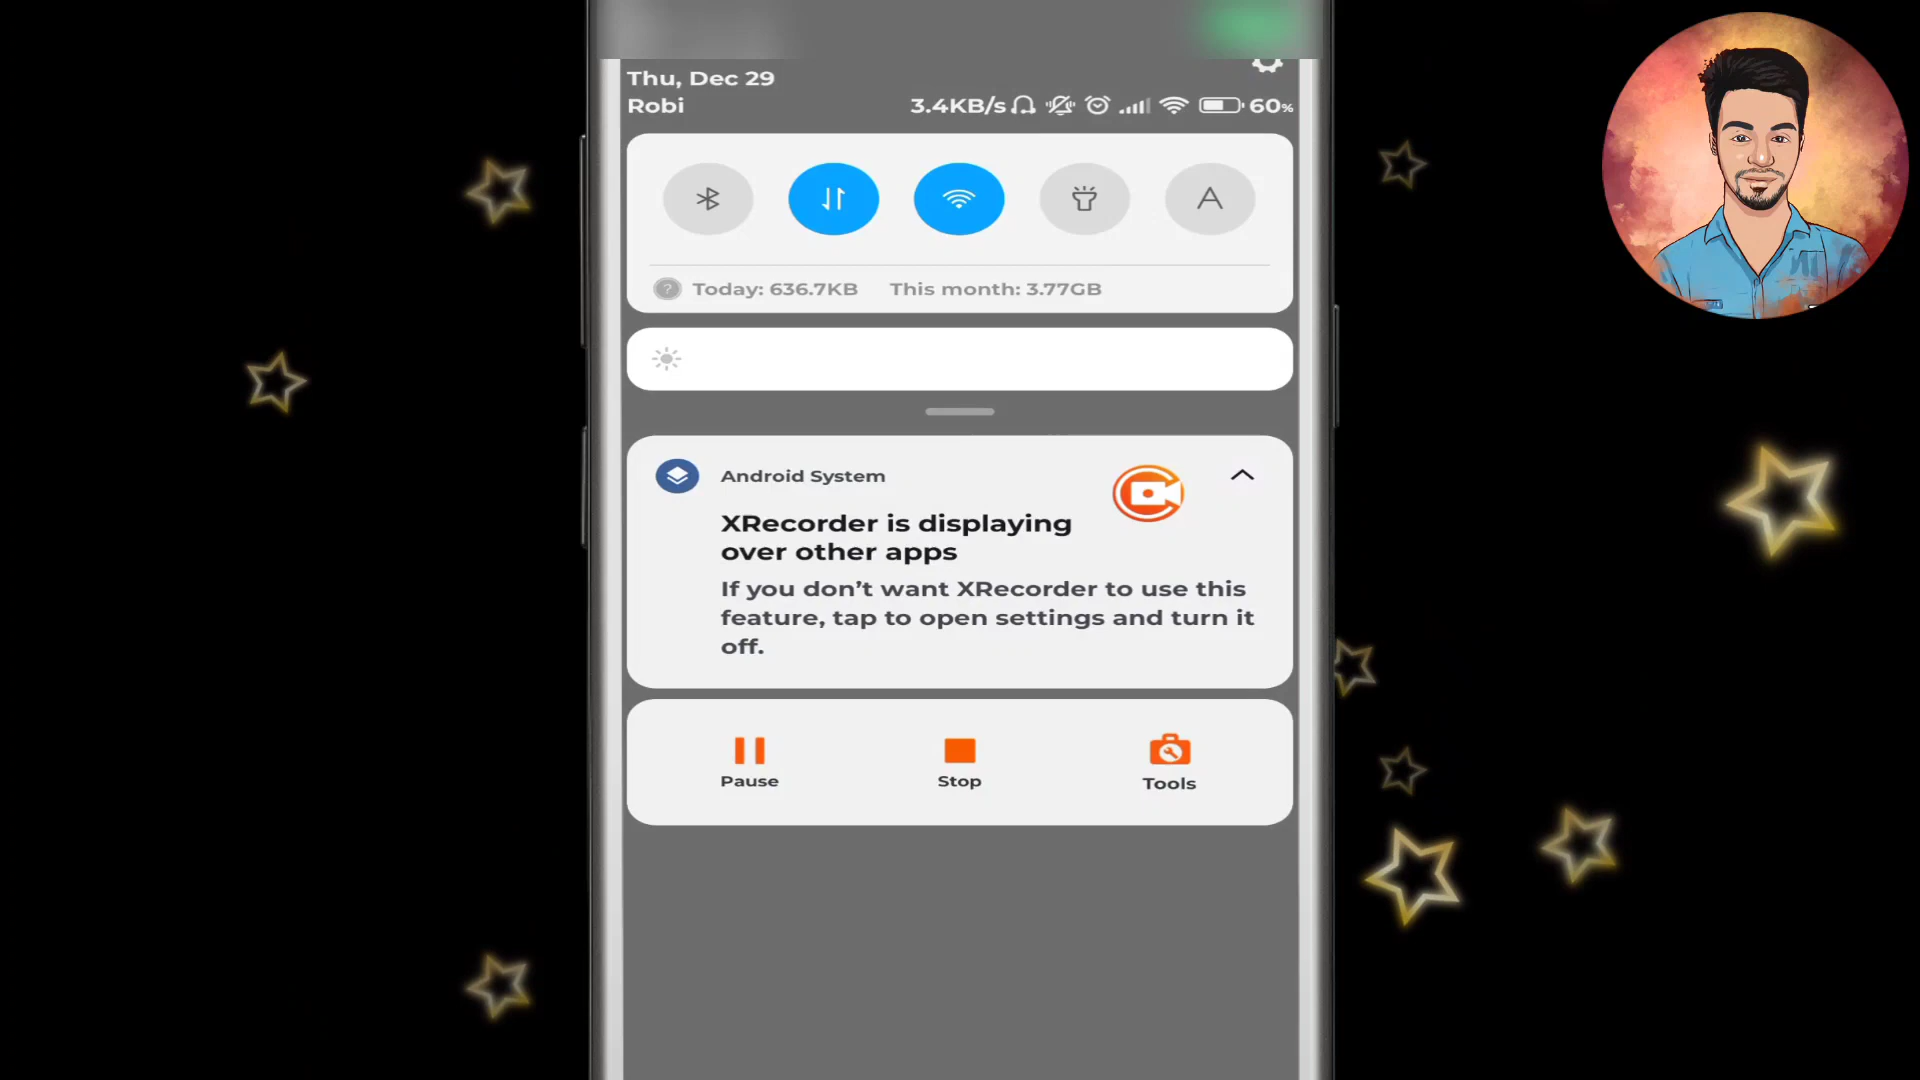 Thu, Dec 29
Robi 3.4KB/s 60%
Today: 636.7KB This month: 3.77GB
Android System
XRecorder is displaying
over other apps
If you don’t want XRecorder to use this
feature, tap to open settings and turn it
off.
Pause Stop Tools